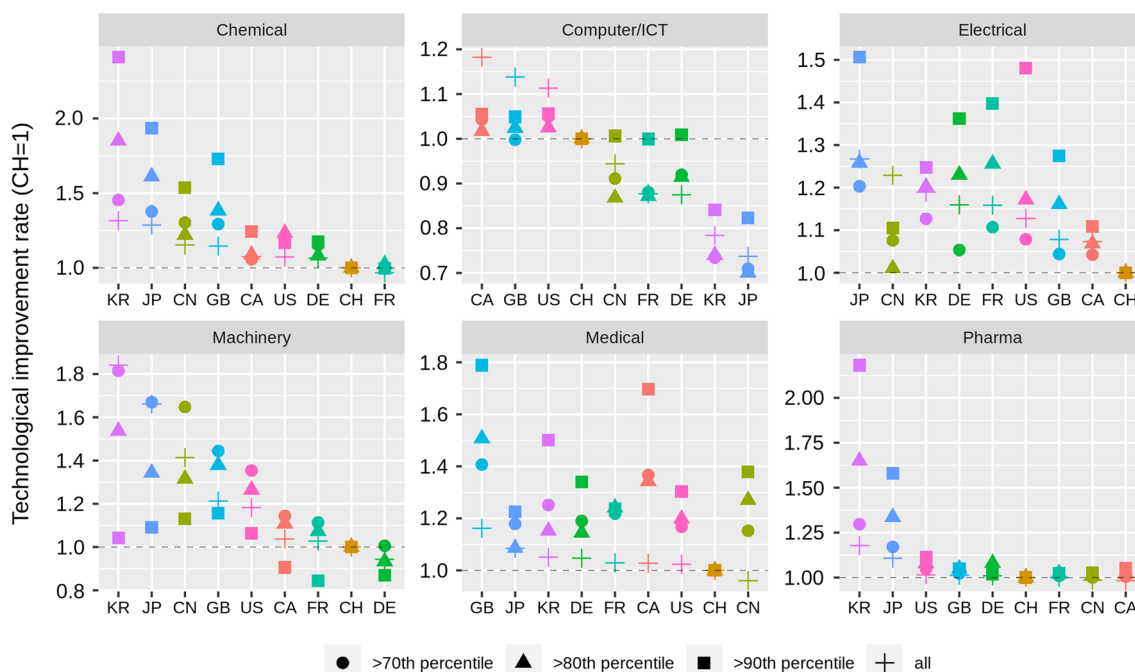 Technological improvement rate (CH=1)
Chemical
2.0
1.5
1.0
KR JP CN GB CA US DE CH FR
Computer/ICT
1.2
1.1
1.0
0.9
0.8
0.7
CA GB US CH CN FR DE KR JP
Electrical
1.5
1.4
1.3
1.2
1.1
1.0
JP CN KR DE FR US GB CA CH
Machinery
1.8
1.6
1.4
1.2
1.0
0.8
KR JP CN GB US CA FR CH DE
Medical
1.8
1.6
1.4
1.2
1.0
GB JP KR DE FR CA US CH CN
Pharma
2.00
1.75
1.50
1.25
1.00
KR JP US GB DE CH FR CN CA
>70th percentile >80th percentile >90th percentile all